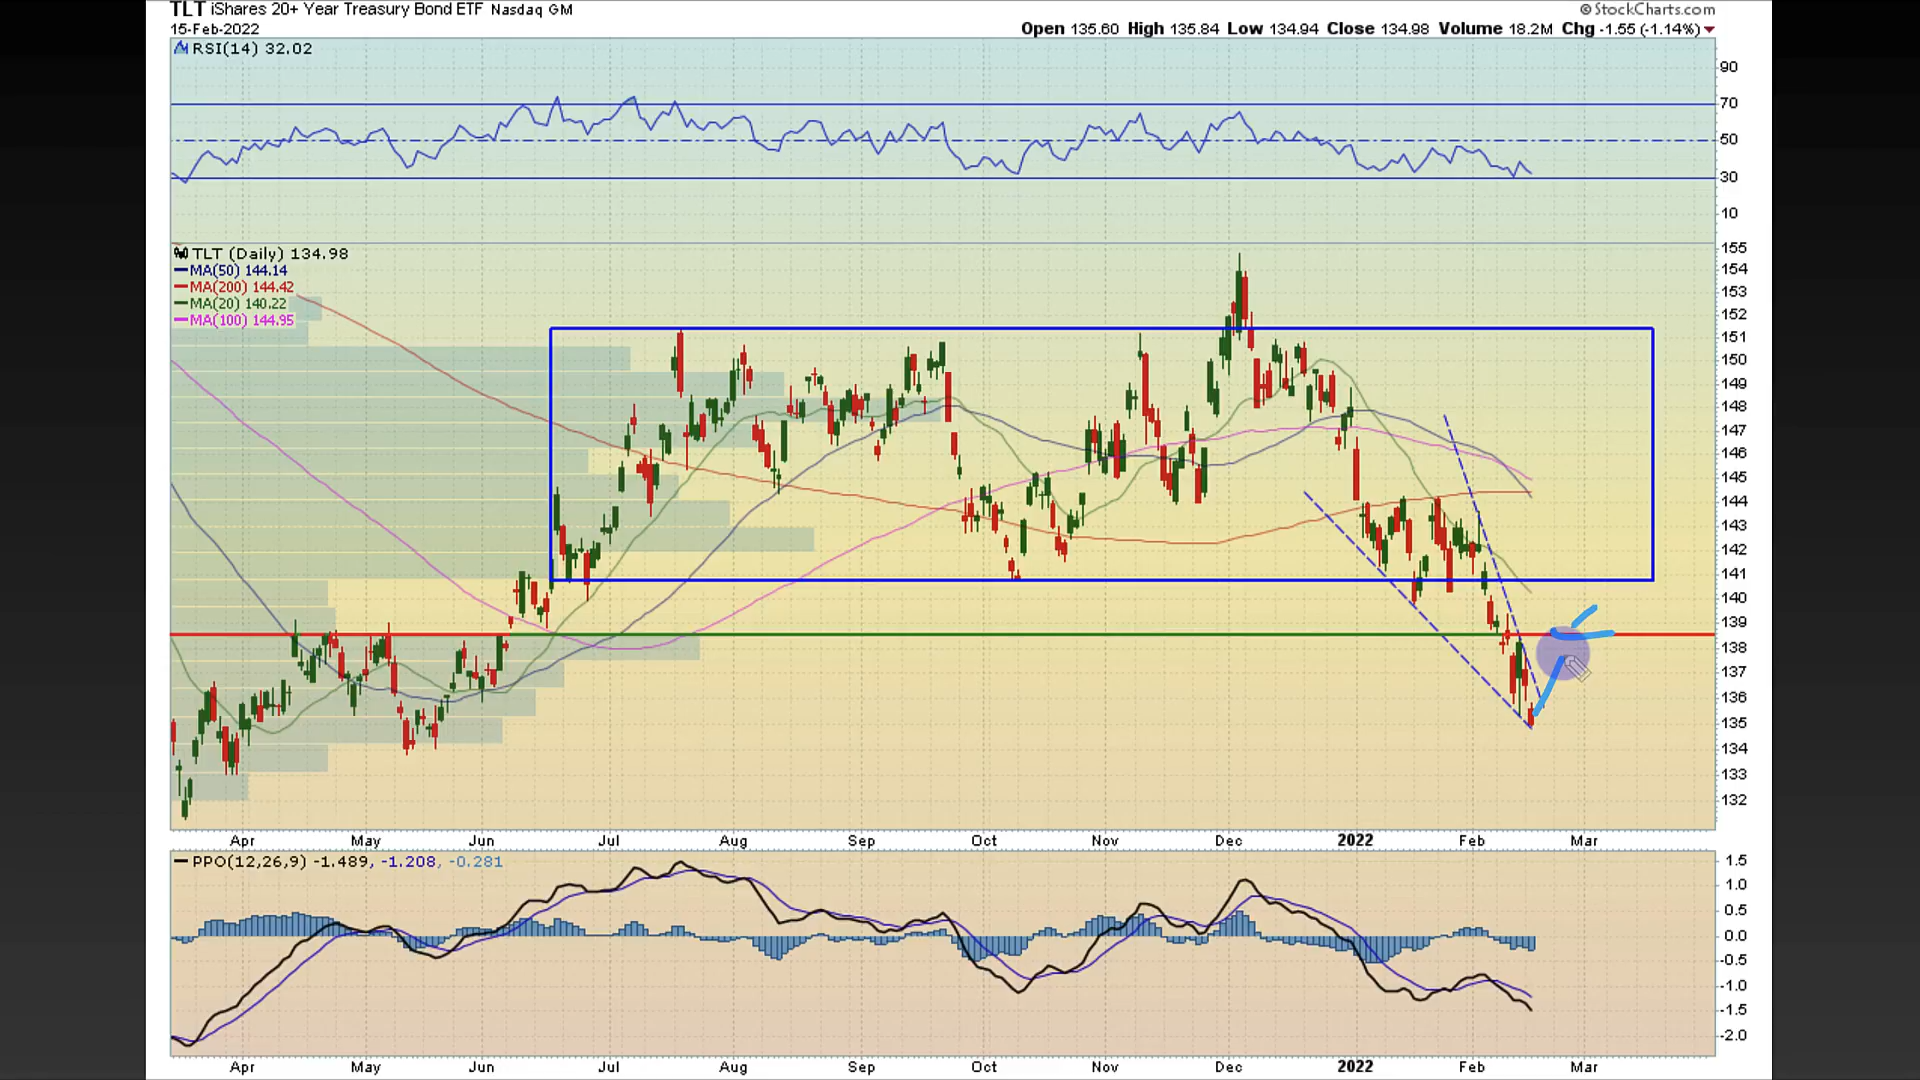 TLT iShares 20+ Year Treasury Bond ETF Nasdaq GM
© StockCharts.com
15-Feb-2022
Open 135.60 High 135.84 Low 134.94 Close 134.98 Volume 18.2M Chg -1.55 (-1.14%)
RSI(14) 32.02
90
70
50
30
10
TLT (Daily) 134.98
MA(50) 144.14
MA(200) 144.42
MA(20) 140.22
MA(100) 144.95
155
154
153
152
151
150
149
148
147
146
145
144
143
142
141
140
139
138
137
136
135
134
133
132
Apr May Jun Jul Aug Sep Oct Nov Dec 2022 Feb Mar
PPO(12,26,9) -1.489, -1.208, -0.281
1.5
1.0
0.5
0.0
-0.5
-1.0
-1.5
-2.0
Apr May Jun Jul Aug Sep Oct Nov Dec 2022 Feb Mar